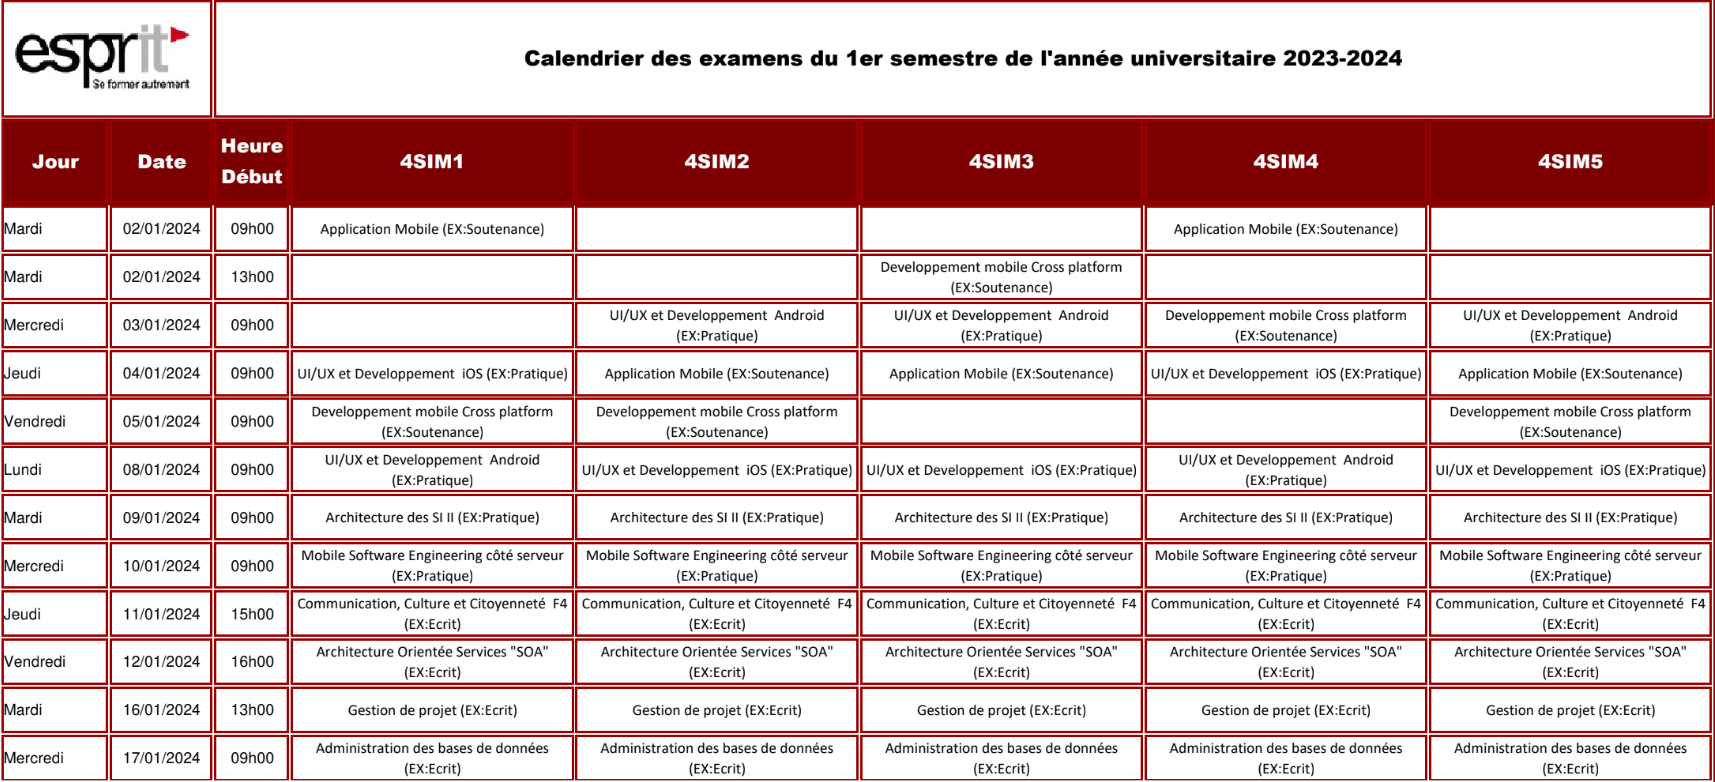 esprit
Se former autrement
Calendrier des examens du 1er semestre de l'année universitaire 2023-2024
Jour Date Heure Début 4SIM1 4SIM2 4SIM3 4SIM4 4SIM5
Mardi 02/01/2024 09h00 Application Mobile (EX:Soutenance) Application Mobile (EX:Soutenance)
Mardi 02/01/2024 13h00 Developpement mobile Cross platform (EX:Soutenance)
Mercredi 03/01/2024 09h00 UI/UX et Developpement Android (EX:Pratique) UI/UX et Developpement Android (EX:Pratique) Developpement mobile Cross platform (EX:Soutenance) UI/UX et Developpement Android (EX:Pratique)
Jeudi 04/01/2024 09h00 UI/UX et Developpement iOS (EX:Pratique) Application Mobile (EX:Soutenance) Application Mobile (EX:Soutenance) UI/UX et Developpement iOS (EX:Pratique) Application Mobile (EX:Soutenance)
Vendredi 05/01/2024 09h00 Developpement mobile Cross platform (EX:Soutenance) Developpement mobile Cross platform (EX:Soutenance) Developpement mobile Cross platform (EX:Soutenance)
Lundi 08/01/2024 09h00 UI/UX et Developpement Android (EX:Pratique) UI/UX et Developpement iOS (EX:Pratique) UI/UX et Developpement iOS (EX:Pratique) UI/UX et Developpement Android (EX:Pratique) UI/UX et Developpement iOS (EX:Pratique)
Mardi 09/01/2024 09h00 Architecture des SI II (EX:Pratique) Architecture des SI II (EX:Pratique) Architecture des SI II (EX:Pratique) Architecture des SI II (EX:Pratique) Architecture des SI II (EX:Pratique)
Mercredi 10/01/2024 09h00 Mobile Software Engineering côté serveur (EX:Pratique) Mobile Software Engineering côté serveur (EX:Pratique) Mobile Software Engineering côté serveur (EX:Pratique) Mobile Software Engineering côté serveur (EX:Pratique) Mobile Software Engineering côté serveur (EX:Pratique)
Jeudi 11/01/2024 15h00 Communication, Culture et Citoyenneté F4 (EX:Ecrit) Communication, Culture et Citoyenneté F4 (EX:Ecrit) Communication, Culture et Citoyenneté F4 (EX:Ecrit) Communication, Culture et Citoyenneté F4 (EX:Ecrit) Communication, Culture et Citoyenneté F4 (EX:Ecrit)
Vendredi 12/01/2024 16h00 Architecture Orientée Services "SOA" (EX:Ecrit) Architecture Orientée Services "SOA" (EX:Ecrit) Architecture Orientée Services "SOA" (EX:Ecrit) Architecture Orientée Services "SOA" (EX:Ecrit) Architecture Orientée Services "SOA" (EX:Ecrit)
Mardi 16/01/2024 13h00 Gestion de projet (EX:Ecrit) Gestion de projet (EX:Ecrit) Gestion de projet (EX:Ecrit) Gestion de projet (EX:Ecrit) Gestion de projet (EX:Ecrit)
Mercredi 17/01/2024 09h00 Administration des bases de données (EX:Ecrit) Administration des bases de données (EX:Ecrit) Administration des bases de données (EX:Ecrit) Administration des bases de données (EX:Ecrit) Administration des bases de données (EX:Ecrit)